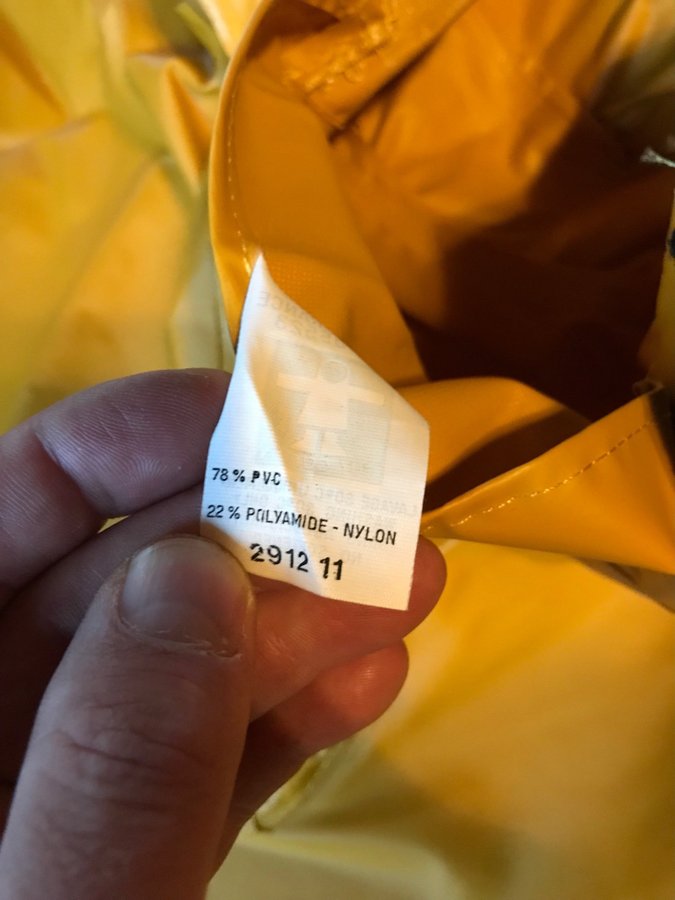 78 % PVC
22 % POLYAMIDE - NYLON
2912 11